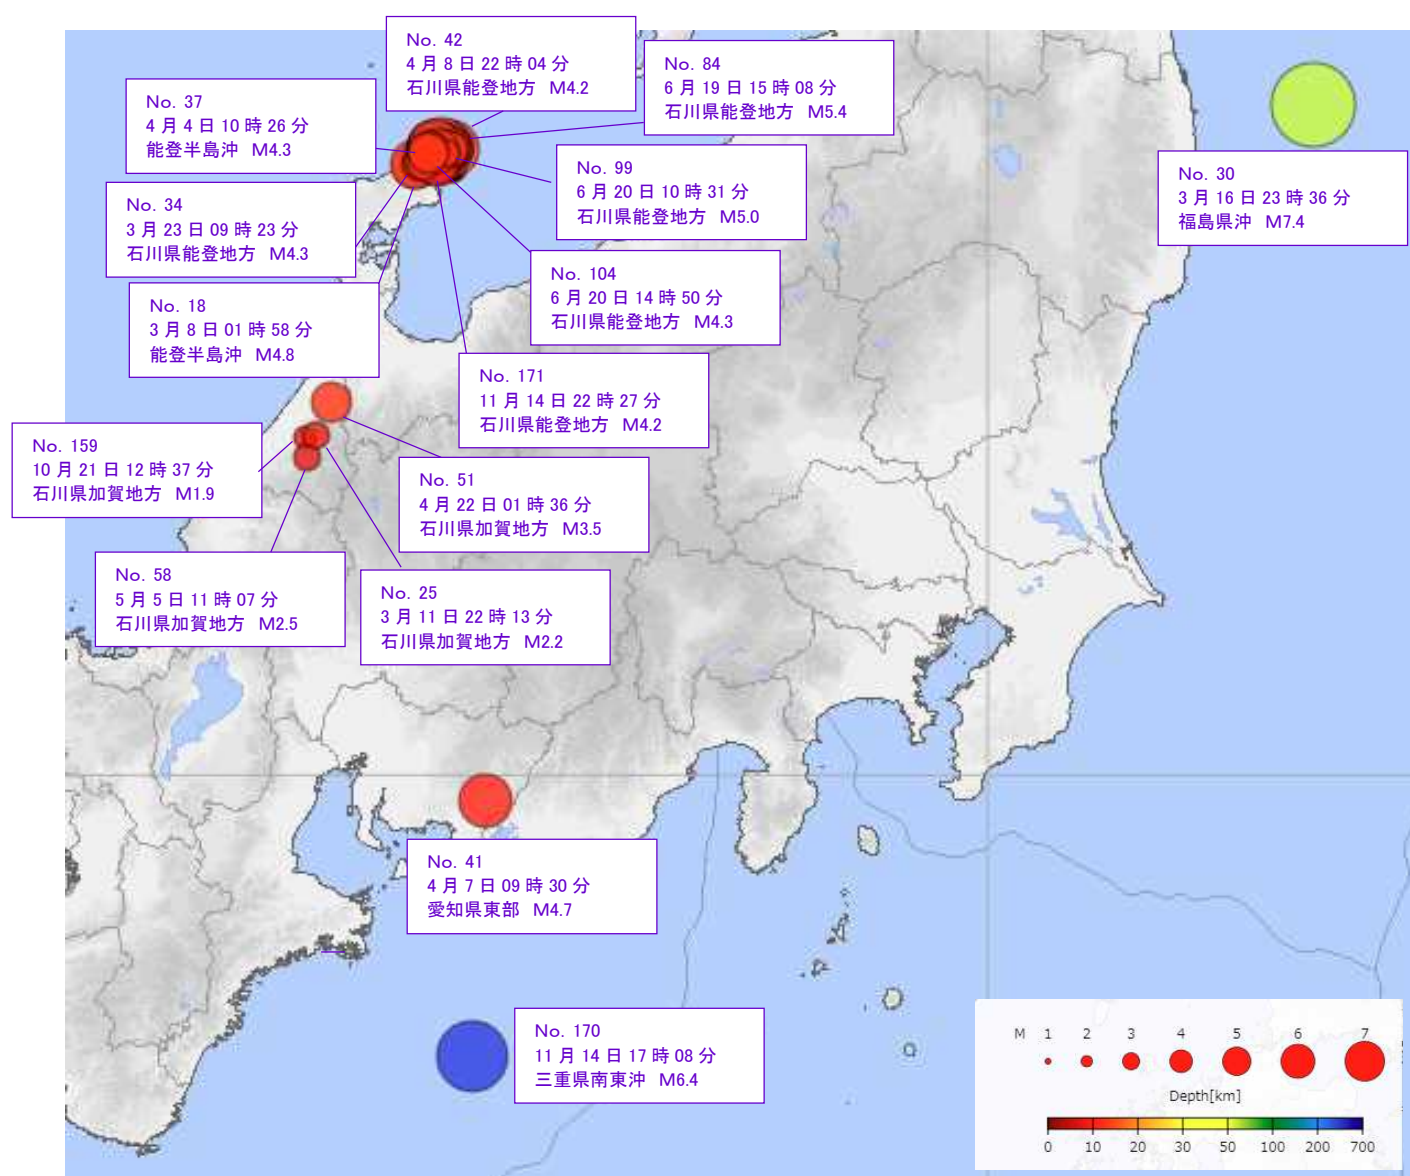 No. 42
4 月 8 日 22 時 04 分
石川県能登地方 M4.2
No. 84
6 月 19 日 15 時 08 分
石川県能登地方 M5.4
No. 37
4 月 4 日 10 時 26 分
能登半島沖 M4.3
No. 99
6 月 20 日 10 時 31 分
石川県能登地方 M5.0
No. 30
3 月 16 日 23 時 36 分
福島県沖 M7.4
No. 34
3 月 23 日 09 時 23 分
石川県能登地方 M4.3
No. 104
6 月 20 日 14 時 50 分
石川県能登地方 M4.3
No. 18
3 月 8 日 01 時 58 分
能登半島沖 M4.8
No. 171
11 月 14 日 22 時 27 分
石川県能登地方 M4.2
No. 159
10 月 21 日 12 時 37 分
石川県加賀地方 M1.9
No. 51
4 月 22 日 01 時 36 分
石川県加賀地方 M3.5
No. 58
5 月 5 日 11 時 07 分
石川県加賀地方 M2.5
No. 25
3 月 11 日 22 時 13 分
石川県加賀地方 M2.2
No. 41
4 月 7 日 09 時 30 分
愛知県東部 M4.7
No. 170
11 月 14 日 17 時 08 分
三重県南東沖 M6.4
M 1 2 3 4 5 6 7
Depth[km]
0 10 20 30 50 100 200 700